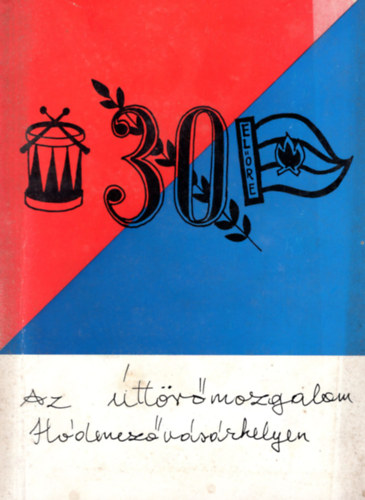 30
ELŐRE
Az úttörőmozgalom
Hódmezővásárhelyen